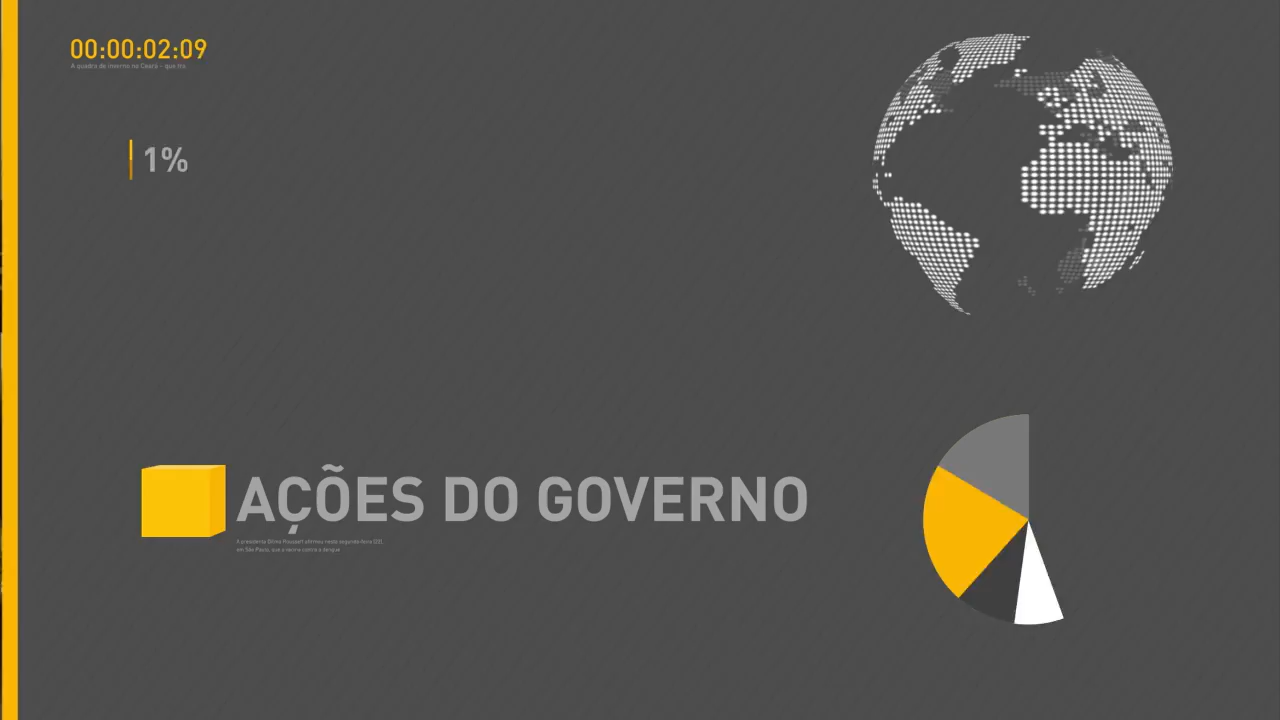 00:00:02:09
A quadra de inverno no Ceará – que tra
1%
AÇÕES DO GOVERNO
A presidenta Dilma Rousseff afirmou nesta segunda-feira (22),
em São Paulo, que a vacina contra a dengue